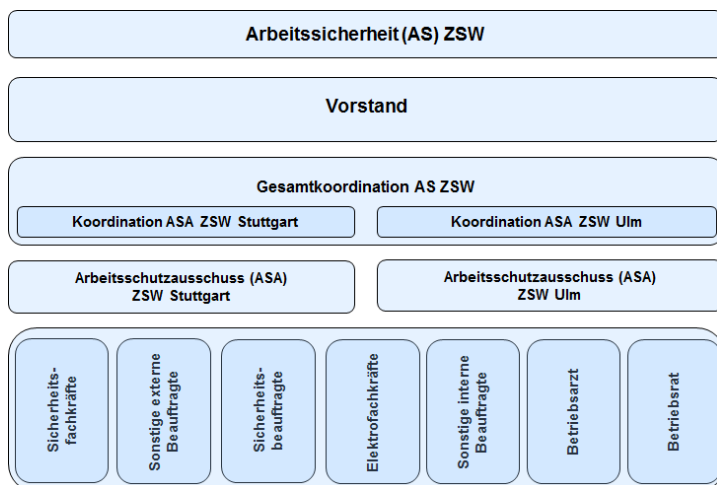 Arbeitssicherheit (AS) ZSW
Vorstand
Gesamtkoordination AS ZSW
Koordination ASA ZSW Stuttgart
Koordination ASA ZSW Ulm
Arbeitsschutzausschuss (ASA)
ZSW Stuttgart
Arbeitsschutzausschuss (ASA)
ZSW Ulm
Sicherheits-
fachkräfte
Sonstige externe
Beauftragte
Sicherheits-
beauftragte
Elektrofachkräfte
Sonstige interne
Beauftragte
Betriebsarzt
Betriebsrat